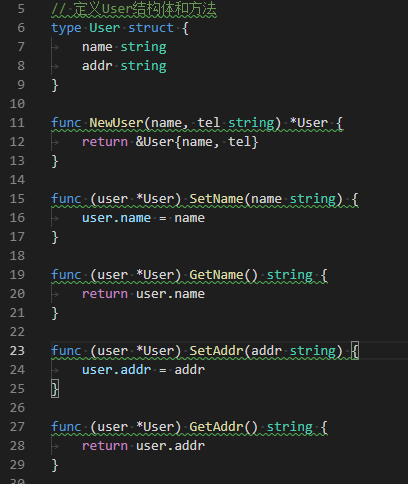 5 // 定义User结构体和方法
6 type User struct {
7 name string
8 addr string
9 }
10
11 func NewUser(name, tel string) *User {
12 return &User{name, tel}
13 }
14
15 func (user *User) SetName(name string) {
16 user.name = name
17 }
18
19 func (user *User) GetName() string {
20 return user.name
21 }
22
23 func (user *User) SetAddr(addr string) {
24 user.addr = addr
25 }
26
27 func (user *User) GetAddr() string {
28 return user.addr
29 }
30